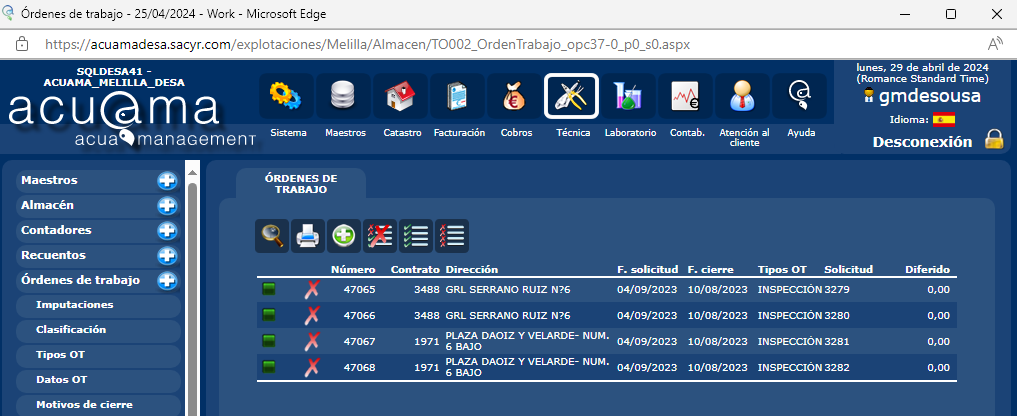 Órdenes de trabajo - 25/04/2024 - Work - Microsoft Edge
https://acuamadesa.sacyr.com/explotaciones/Melilla/Almacen/TO002_OrdenTrabajo_opc37-0_p0_s0.aspx
SQLDESA41 -
ACUAMA_MELILLA_DESA
acuama
acua management
Sistema
Maestros
Catastro
Facturación
Cobros
Técnica
Laboratorio
Contab.
Atención al
cliente
Ayuda
lunes, 29 de abril de 2024
(Romance Standard Time)
gmdesousa
Idioma:
Desconexión
Maestros
Almacén
Contadores
Recuentos
Órdenes de trabajo
Imputaciones
Clasificación
Tipos OT
Datos OT
Motivos de cierre
ÓRDENES DE
TRABAJO
Número Contrato Dirección F. solicitud F. cierre Tipos OT Solicitud Diferido
47065 3488 GRL SERRANO RUIZ N?6 04/09/2023 10/08/2023 INSPECCIÓN 3279 0,00
47066 3488 GRL SERRANO RUIZ N?6 04/09/2023 10/08/2023 INSPECCIÓN 3280 0,00
47067 1971 PLAZA DAOIZ Y VELARDE- NUM.
6 BAJO 04/09/2023 10/08/2023 INSPECCIÓN 3281 0,00
47068 1971 PLAZA DAOIZ Y VELARDE- NUM.
6 BAJO 04/09/2023 10/08/2023 INSPECCIÓN 3282 0,00